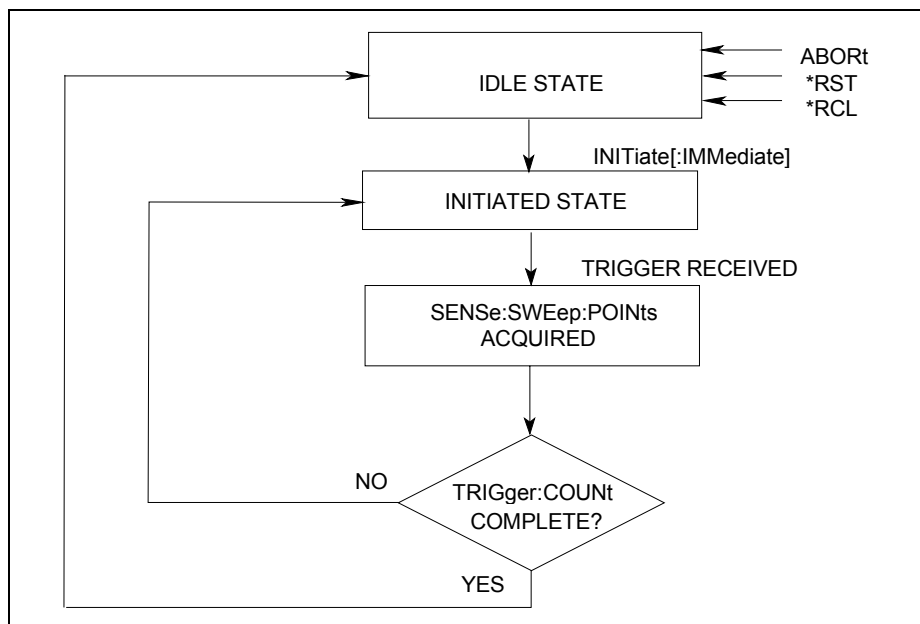 IDLE STATE
ABORt
*RST
*RCL
INITiate[:IMMediate]
INITIATED STATE
TRIGGER RECEIVED
SENSe:SWEep:POINts
ACQUIRED
NO
TRIGger:COUNt
COMPLETE?
YES